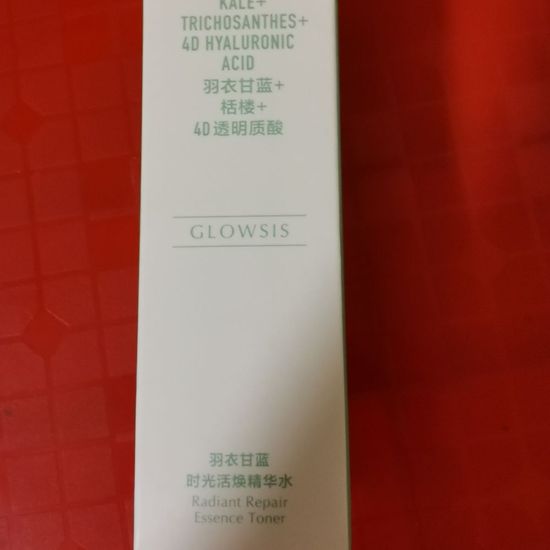 KALE+
TRICHOSANTHES+
4D HYALURONIC
ACID
羽衣甘蓝+
栝楼+
4D透明质酸
GLOWSIS
羽衣甘蓝
时光活焕精华水
Radiant Repair
Essence Toner